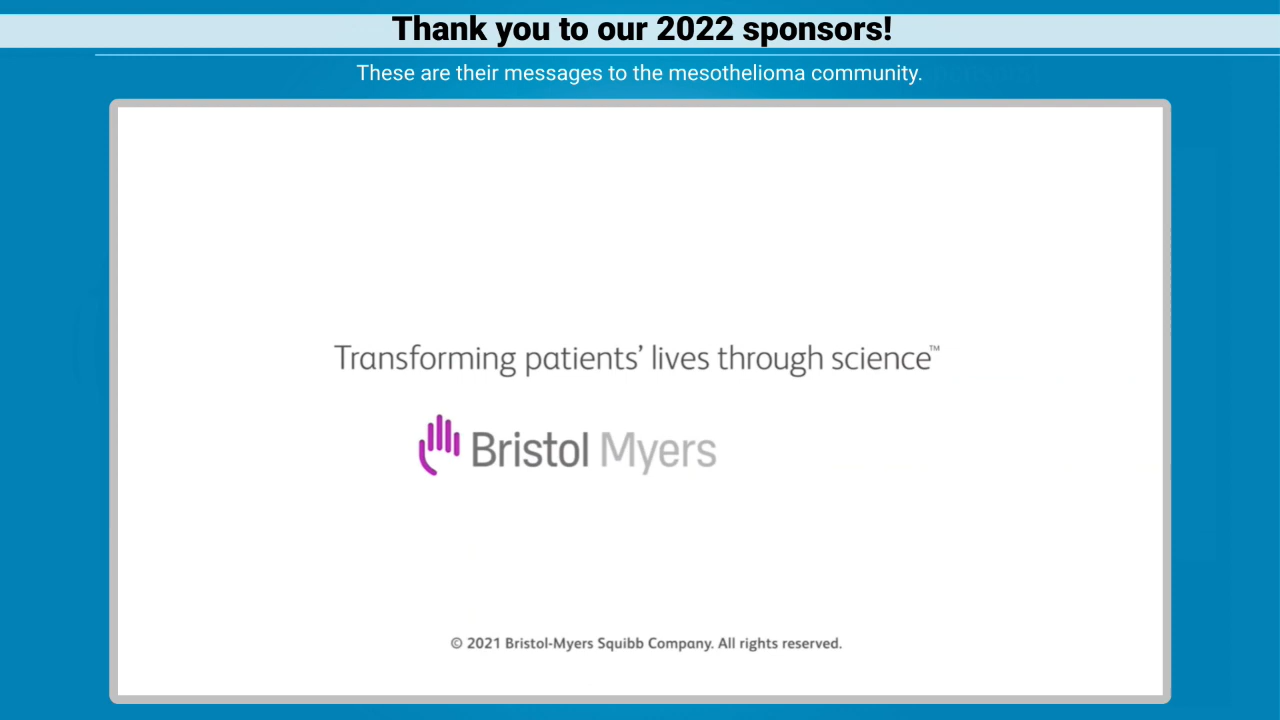 Thank you to our 2022 sponsors!
These are their messages to the mesothelioma community.
Transforming patients’ lives through science™
Bristol Myers
© 2021 Bristol-Myers Squibb Company. All rights reserved.